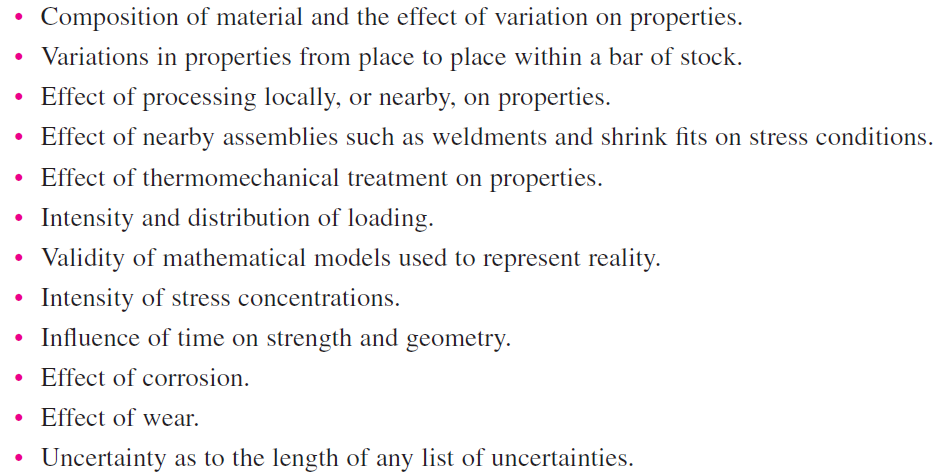 • Composition of material and the effect of variation on properties.
• Variations in properties from place to place within a bar of stock.
• Effect of processing locally, or nearby, on properties.
• Effect of nearby assemblies such as weldments and shrink fits on stress conditions.
• Effect of thermomechanical treatment on properties.
• Intensity and distribution of loading.
• Validity of mathematical models used to represent reality.
• Intensity of stress concentrations.
• Influence of time on strength and geometry.
• Effect of corrosion.
• Effect of wear.
• Uncertainty as to the length of any list of uncertainties.